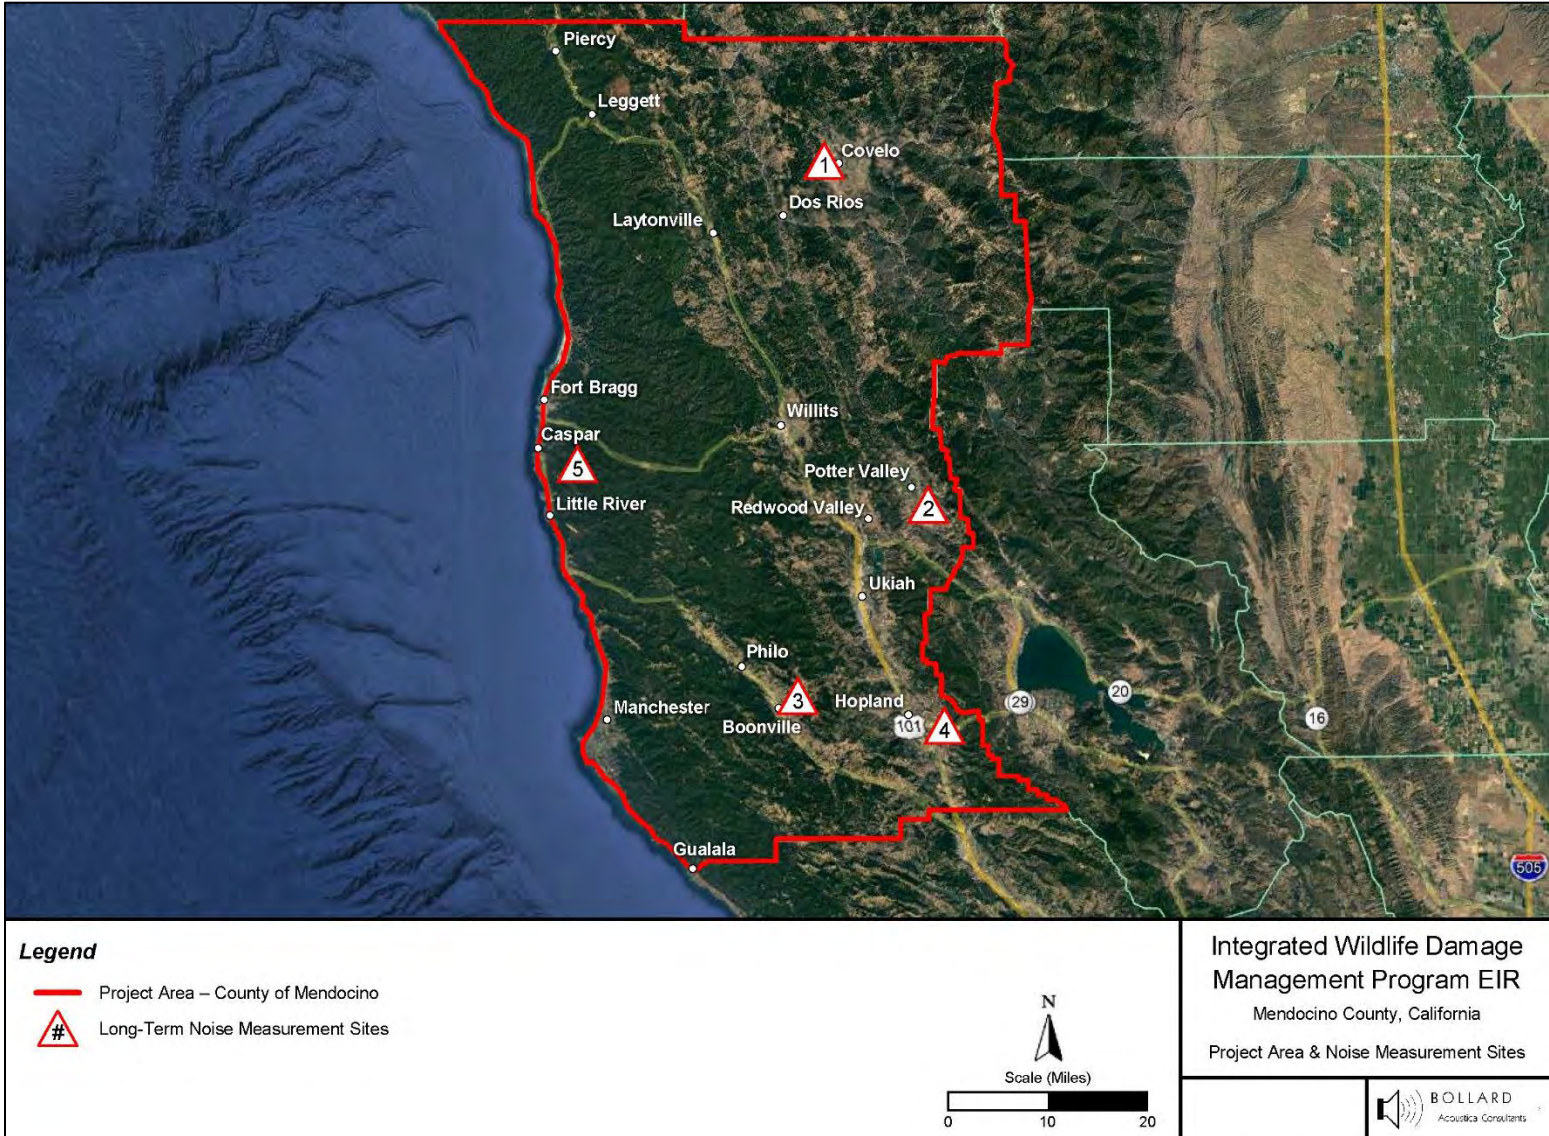 Piercy
Leggett
1
Covelo
Dos Rios
Laytonville
Fort Bragg
Willits
Caspar
5
Potter Valley
Little River
Redwood Valley
2
Ukiah
Philo
3
Hopland
Manchester
Boonville
101
4
29
20
16
Gualala
505
Legend
Project Area – County of Mendocino
# Long-Term Noise Measurement Sites
N
Scale (Miles)
0 10 20
Integrated Wildlife Damage
Management Program EIR
Mendocino County, California
Project Area & Noise Measurement Sites
BOLLARD
Acoustical Consultants